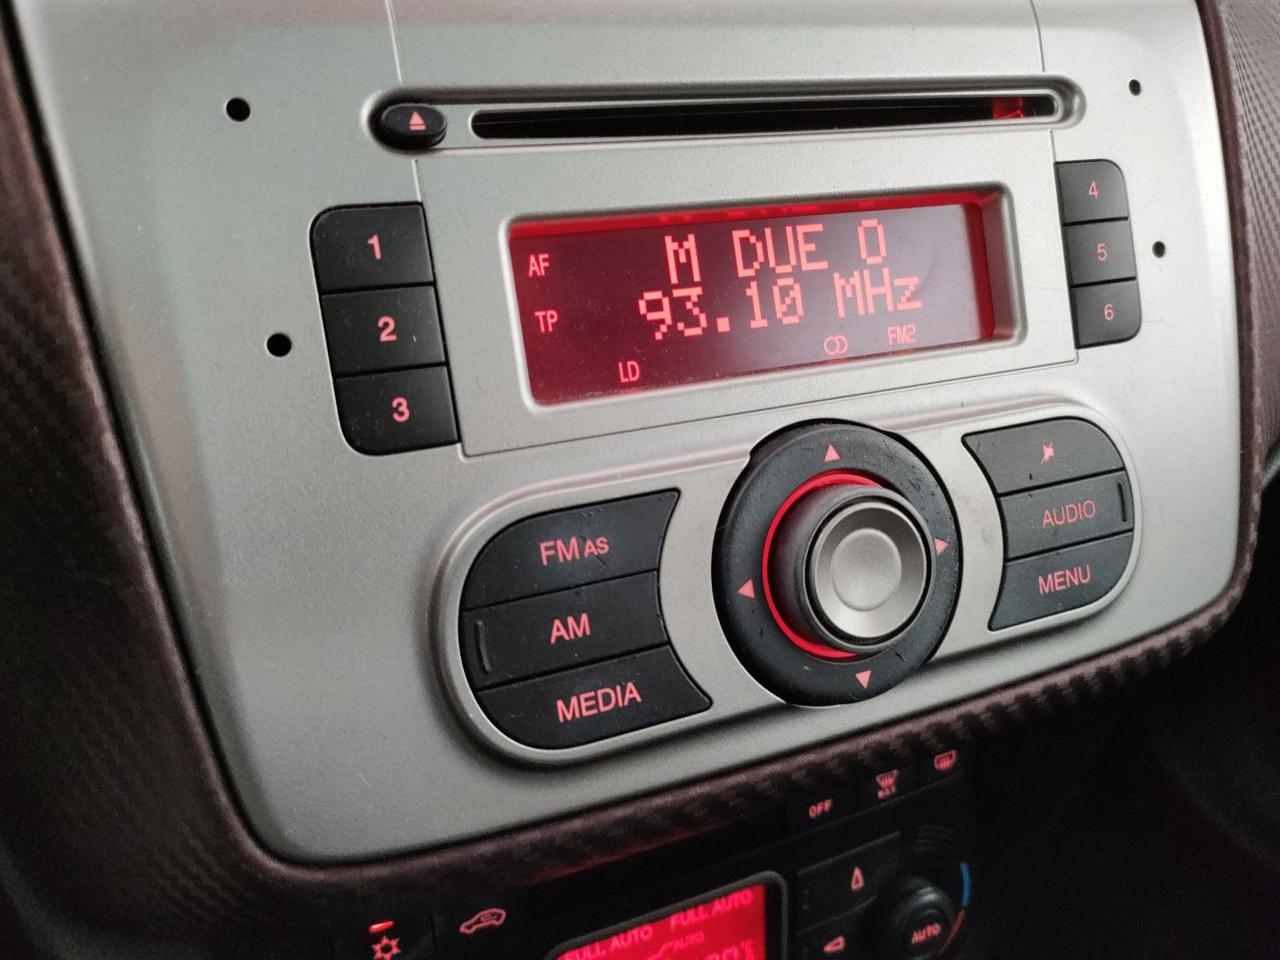 1
2
3
4
5
6
AF
M DUE O
TP
93.10 MHz
LD
FM2
FM AS
AM
MEDIA
AUDIO
MENU
OFF
FULL AUTO
FULL AUTO
AUTO
AUTO